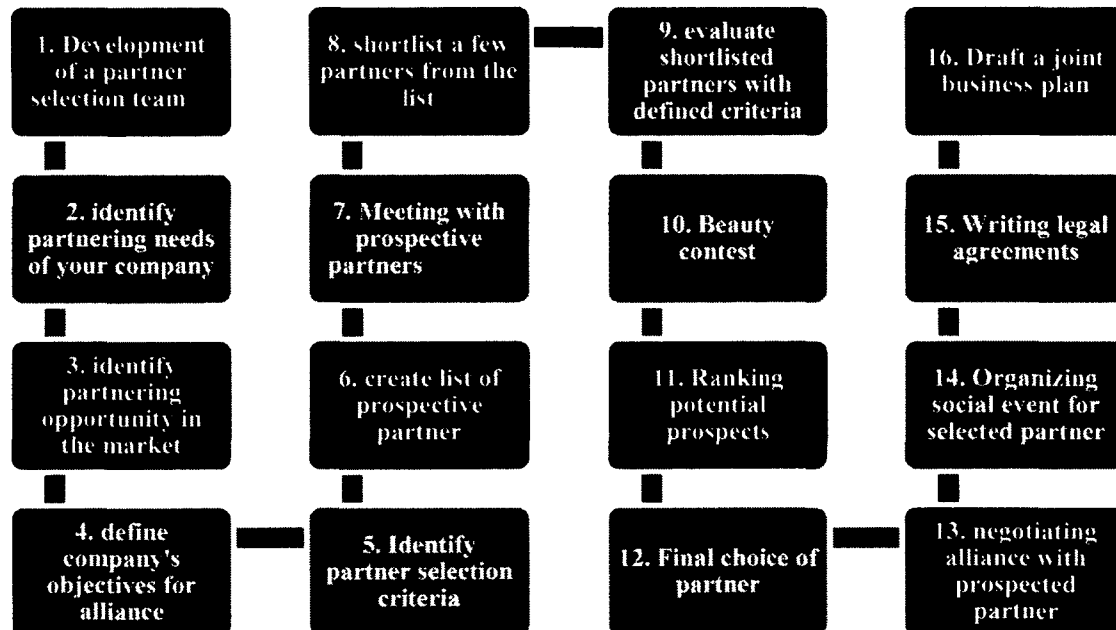 1. Development
of a partner
selection team
2. identify
partnering needs
of your company
3. identify
partnering
opportunity in
the market
4. define
company's
objectives for
alliance
5. Identify
partner selection
criteria
6. create list of
prospective
partner
7. Meeting with
prospective
partners
8. shortlist a few
partners from the
list
9. evaluate
shortlisted
partners with
defined criteria
10. Beauty
contest
11. Ranking
potential
prospects
12. Final choice of
partner
13. negotiating
alliance with
prospected
partner
14. Organizing
social event for
selected partner
15. Writing legal
agreements
16. Draft a joint
business plan